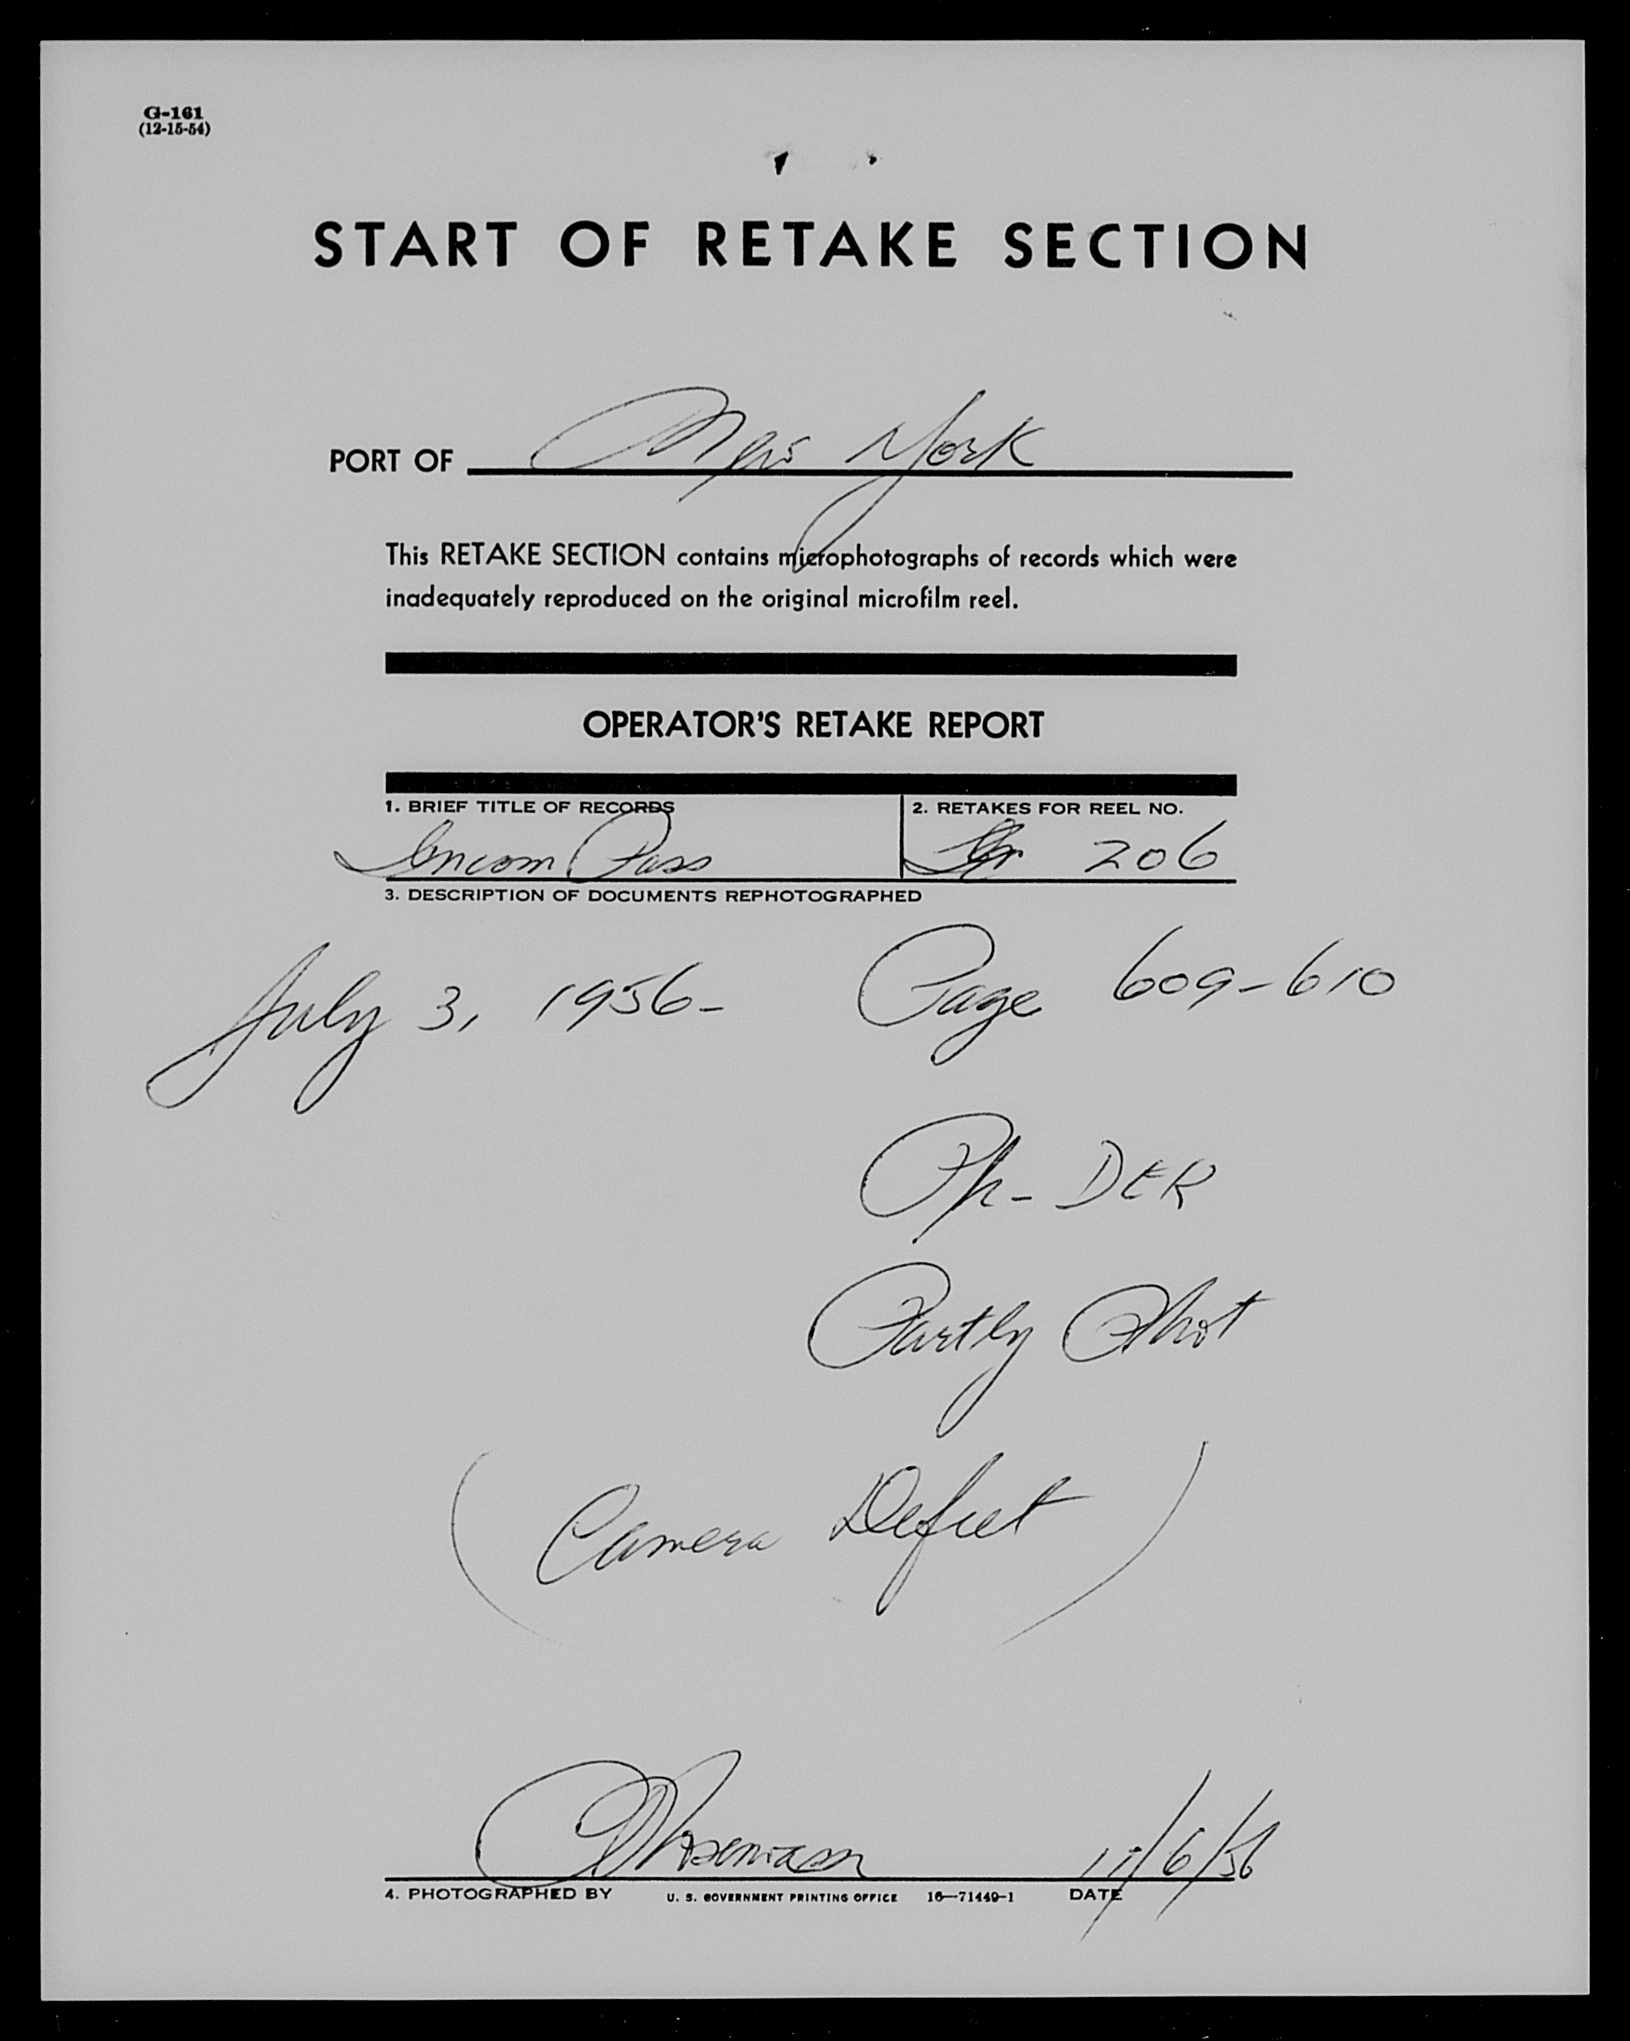 G-161
(12-15-54)
START OF RETAKE SECTION
PORT OF New York
This RETAKE SECTION contains microphotographs of records which were
inadequately reproduced on the original microfilm reel.
OPERATOR'S RETAKE REPORT
1. BRIEF TITLE OF RECORDS
2. RETAKES FOR REEL NO.
Incom Pass
206
3. DESCRIPTION OF DOCUMENTS REPHOTOGRAPHED
July 3, 1956- Page 609-610
Ph- DER
Partly Shot
(Camera Defect)
11/6/56
4. PHOTOGRAPHED BY
U. S. GOVERNMENT PRINTING OFFICE 16—71449-1
DATE